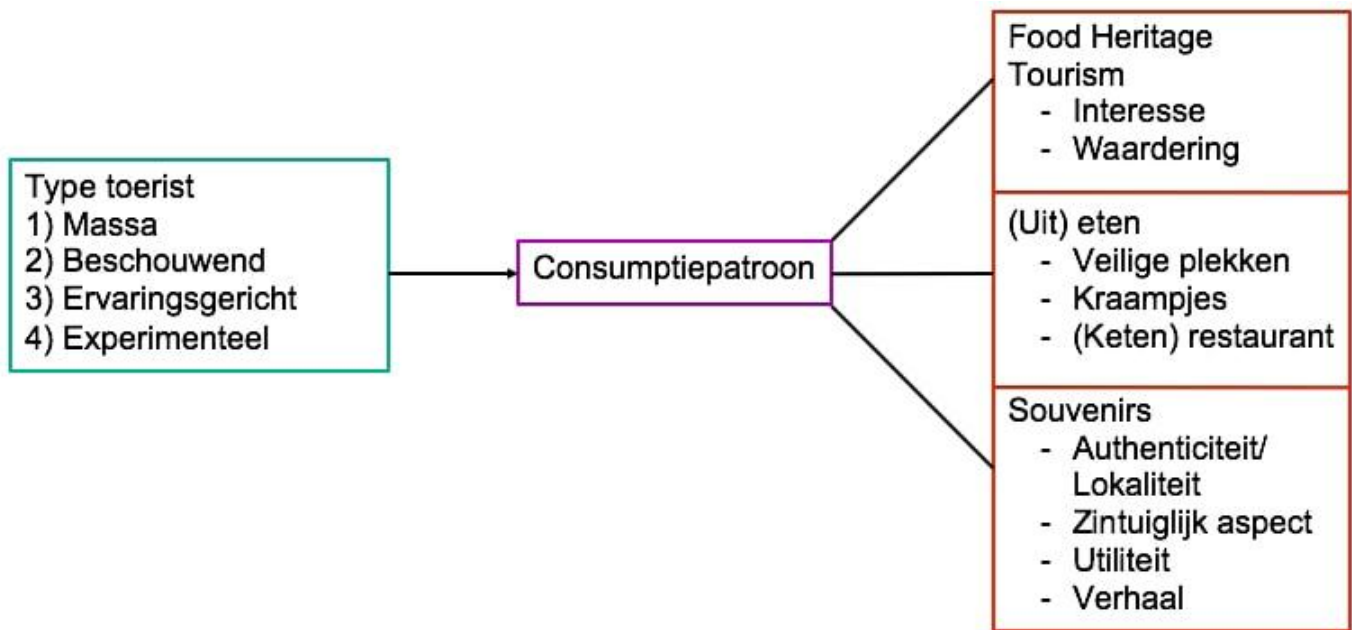 Type toerist
1) Massa
2) Beschouwend
3) Ervaringsgericht
4) Experimenteel
Consumptiepatroon
Food Heritage
Tourism
- Interesse
- Waardering
(Uit) eten
- Veilige plekken
- Kraampjes
- (Keten) restaurant
Souvenirs
- Authenticiteit/
Lokaliteit
- Zintuiglijk aspect
- Utiliteit
- Verhaal